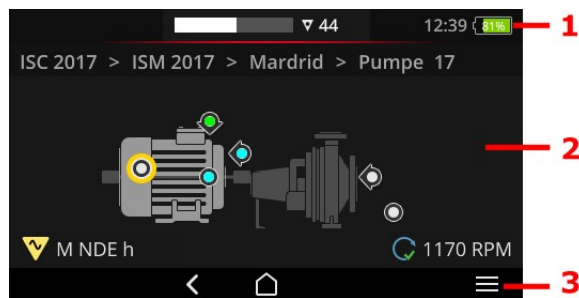 44 12:39 81% 1
ISC 2017 > ISM 2017 > Mardrid > Pumpe 17
2
M NDE h 1170 RPM
3